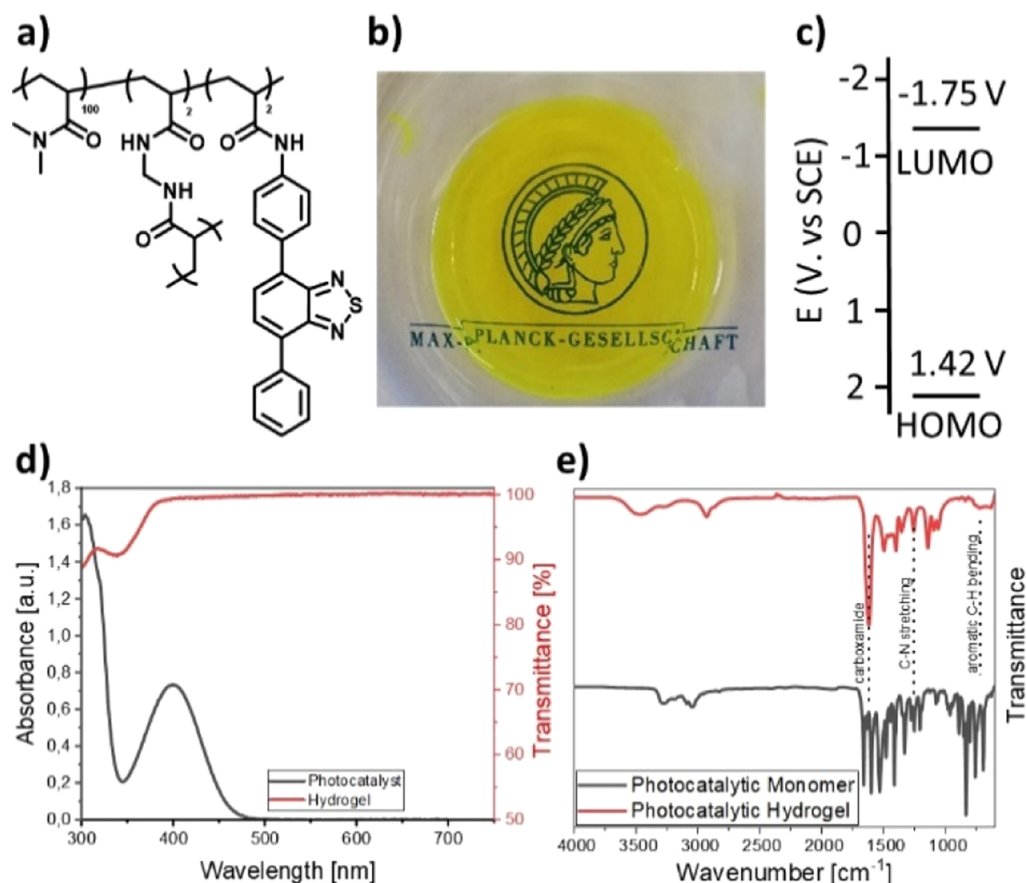 a)
100
2
2
N
O
HN
O
O
NH
NH
O
N
S
N
b)
MAX-PLANCK-GESELLSCHAFT
c)
E (V. vs SCE)
-2
-1
0
1
2
-1.75 V
LUMO
1.42 V
HOMO
d)
Absorbance [a.u.]
1,8
1,6
1,4
1,2
1,0
0,8
0,6
0,4
0,2
0,0
300
400
500
600
700
Wavelength [nm]
100
90
80
70
60
50
Transmittance [%]
Photocatalyst
Hydrogel
e)
carboxamide
C-N stretching
aromatic C-H bending
Transmittance
Photocatalytic Monomer
Photocatalytic Hydrogel
4000
3500
3000
2500
2000
1500
1000
Wavenumber [cm⁻¹]